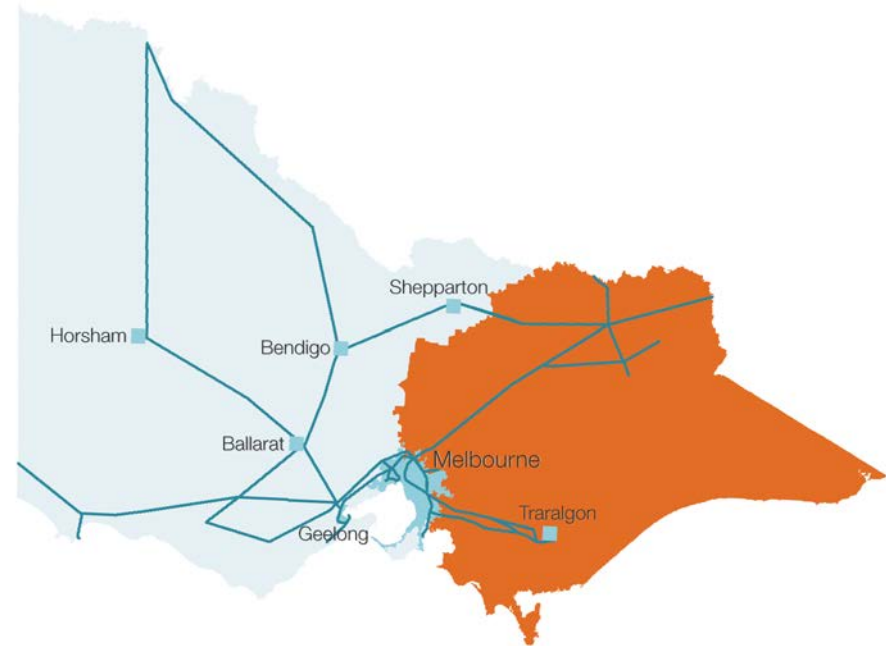 Shepparton
Horsham
Bendigo
Ballarat
Melbourne
Traralgon
Geelong